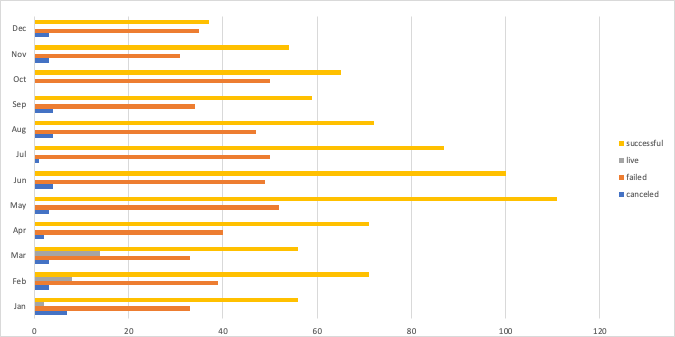 Dec
Nov
Oct
Sep
Aug
Jul
Jun
May
Apr
Mar
Feb
Jan
0 20 40 60 80 100 120
successful
live
failed
canceled